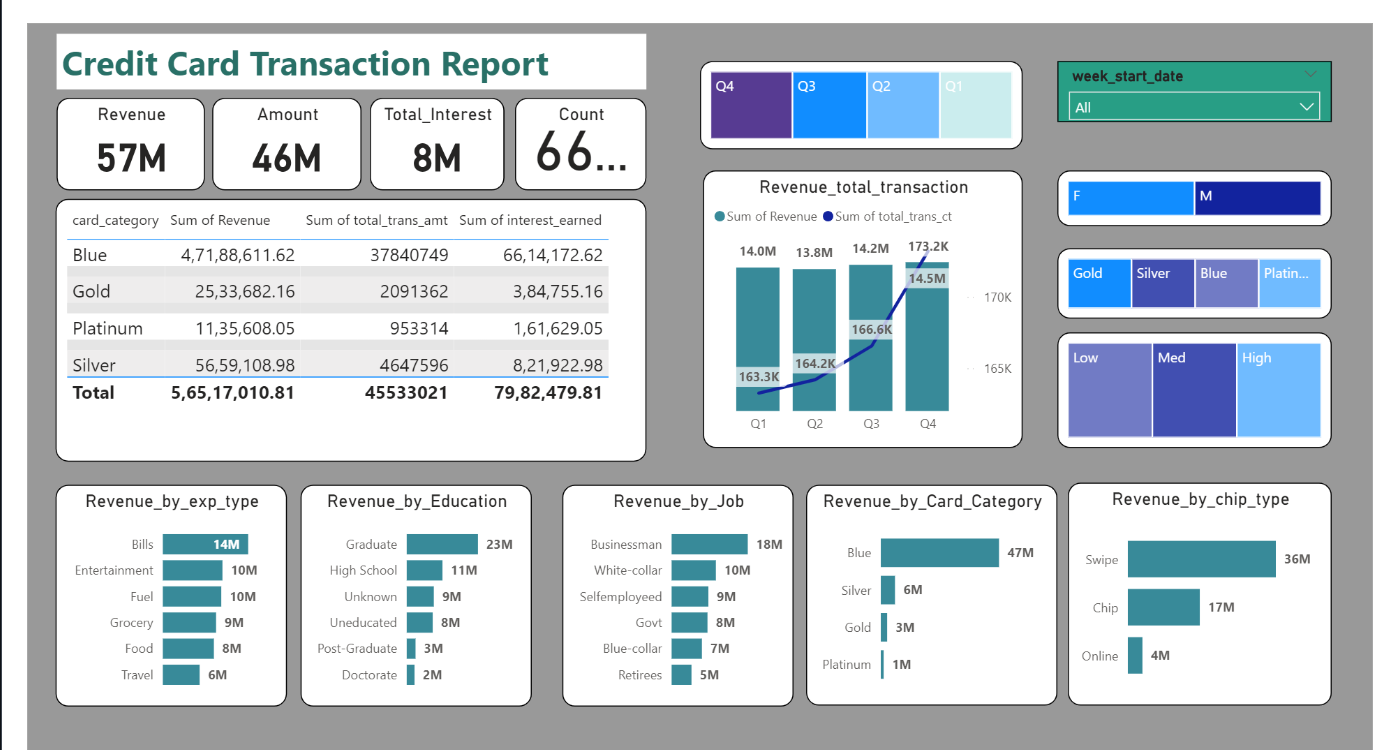 Credit Card Transaction Report
Revenue
57M
Amount
46M
Total_Interest
8M
Count
66...
card_category Sum of Revenue Sum of total_trans_amt Sum of interest_earned
Blue 4,71,88,611.62 37840749 66,14,172.62
Gold 25,33,682.16 2091362 3,84,755.16
Platinum 11,35,608.05 953314 1,61,629.05
Silver 56,59,108.98 4647596 8,21,922.98
Total 5,65,17,010.81 45533021 79,82,479.81
Q4 Q3 Q2 Q1
week_start_date
All
Revenue_total_transaction
Sum of Revenue Sum of total_trans_ct
14.0M 13.8M 14.2M 173.2K
14.5M
170K
166.6K
164.2K
163.3K
165K
Q1 Q2 Q3 Q4
F M
Gold Silver Blue Platin...
Low Med High
Revenue_by_exp_type
Bills 14M
Entertainment 10M
Fuel 10M
Grocery 9M
Food 8M
Travel 6M
Revenue_by_Education
Graduate 23M
High School 11M
Unknown 9M
Uneducated 8M
Post-Graduate 3M
Doctorate 2M
Revenue_by_Job
Businessman 18M
White-collar 10M
Selfemployeed 9M
Govt 8M
Blue-collar 7M
Retirees 5M
Revenue_by_Card_Category
Blue 47M
Silver 6M
Gold 3M
Platinum 1M
Revenue_by_chip_type
Swipe 36M
Chip 17M
Online 4M